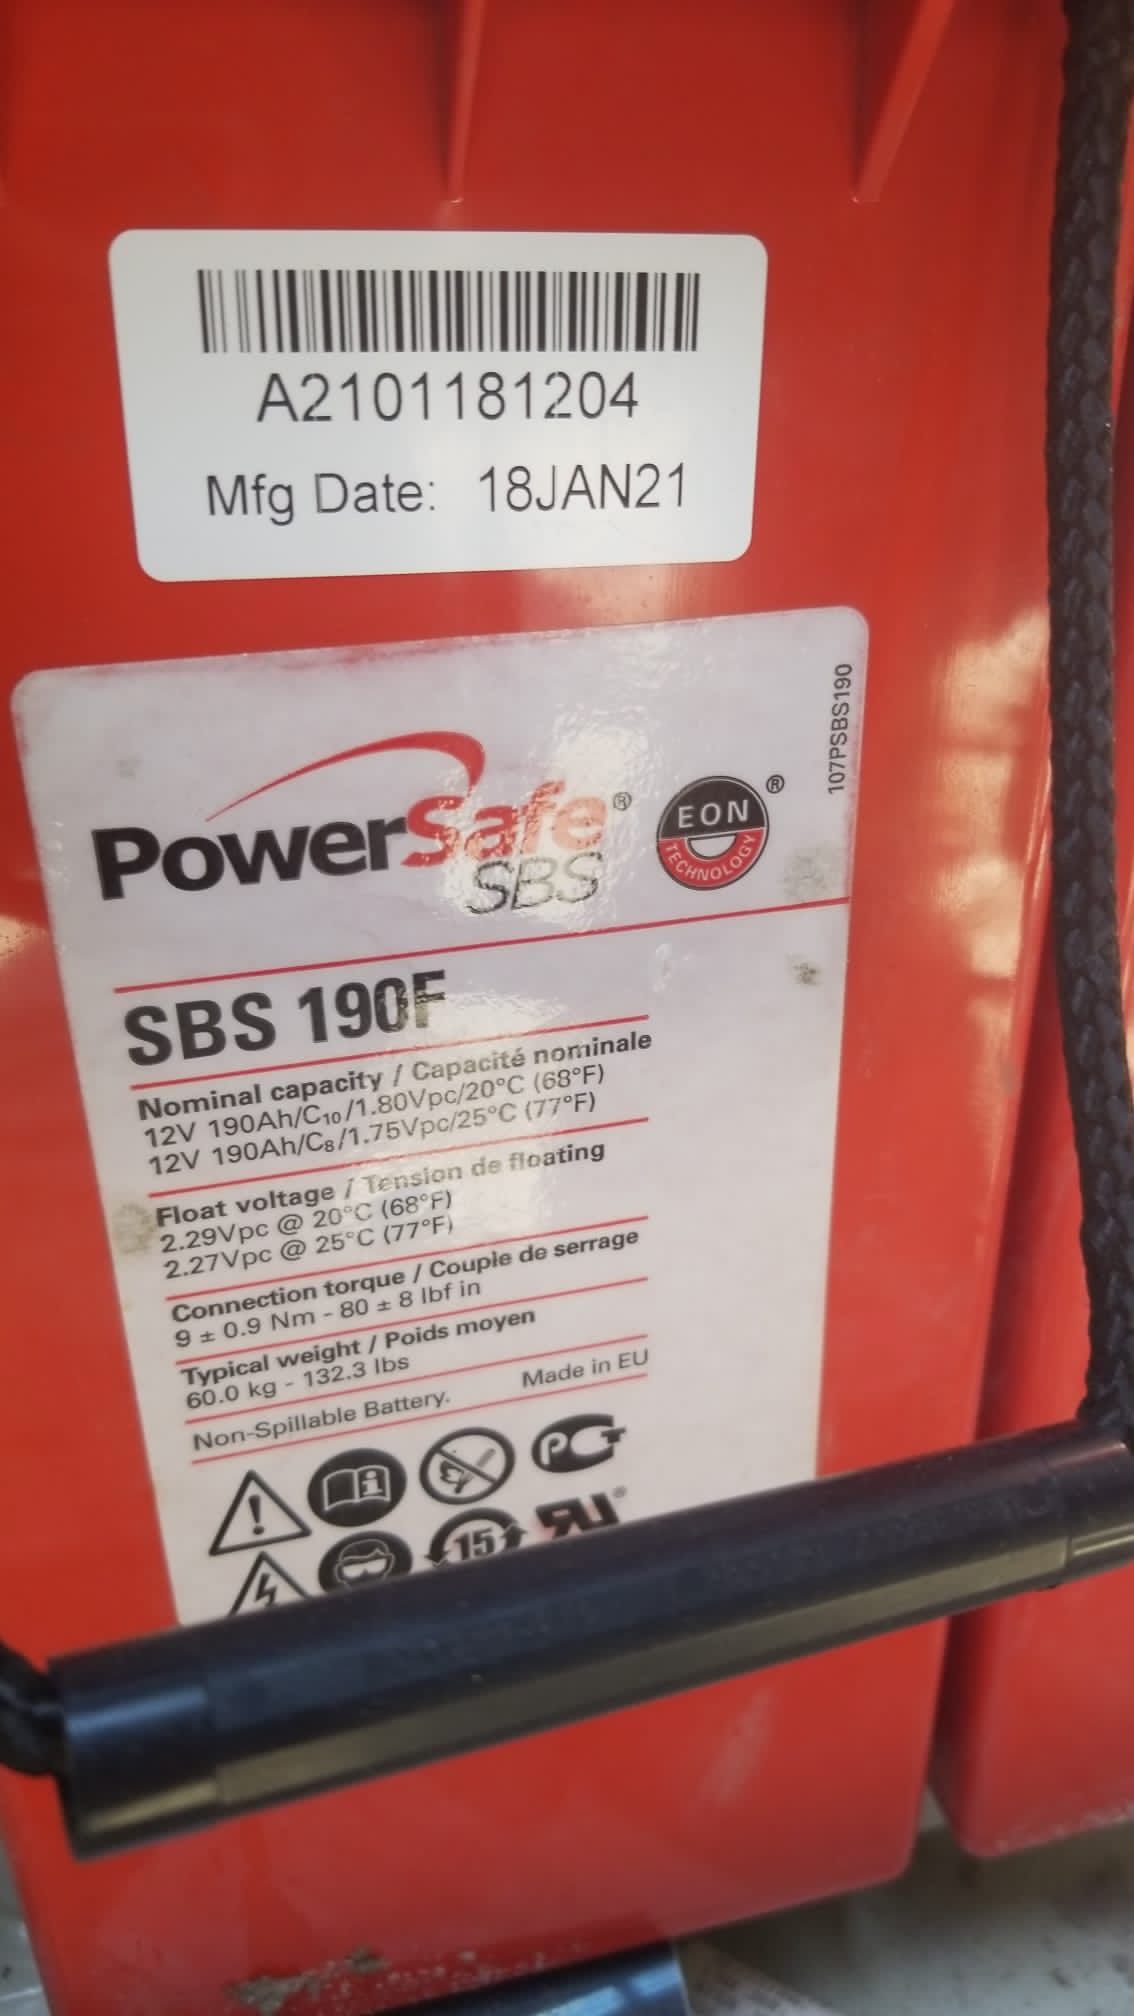 A2101181204
Mfg Date: 18JAN21
107PSBS190
PowerSafe®
SBS
EON®
TECHNOLOGY
SBS 190F
Nominal capacity / Capacité nominale
12V 190Ah/C10/1.80Vpc/20°C (68°F)
12V 190Ah/C8/1.75Vpc/25°C (77°F)
Float voltage / Tension de floating
2.29Vpc @ 20°C (68°F)
2.27Vpc @ 25°C (77°F)
Connection torque / Couple de serrage
9 ± 0.9 Nm - 80 ± 8 lbf in
Typical weight / Poids moyen
60.0 kg - 132.3 lbs
Non-Spillable Battery. Made in EU
15